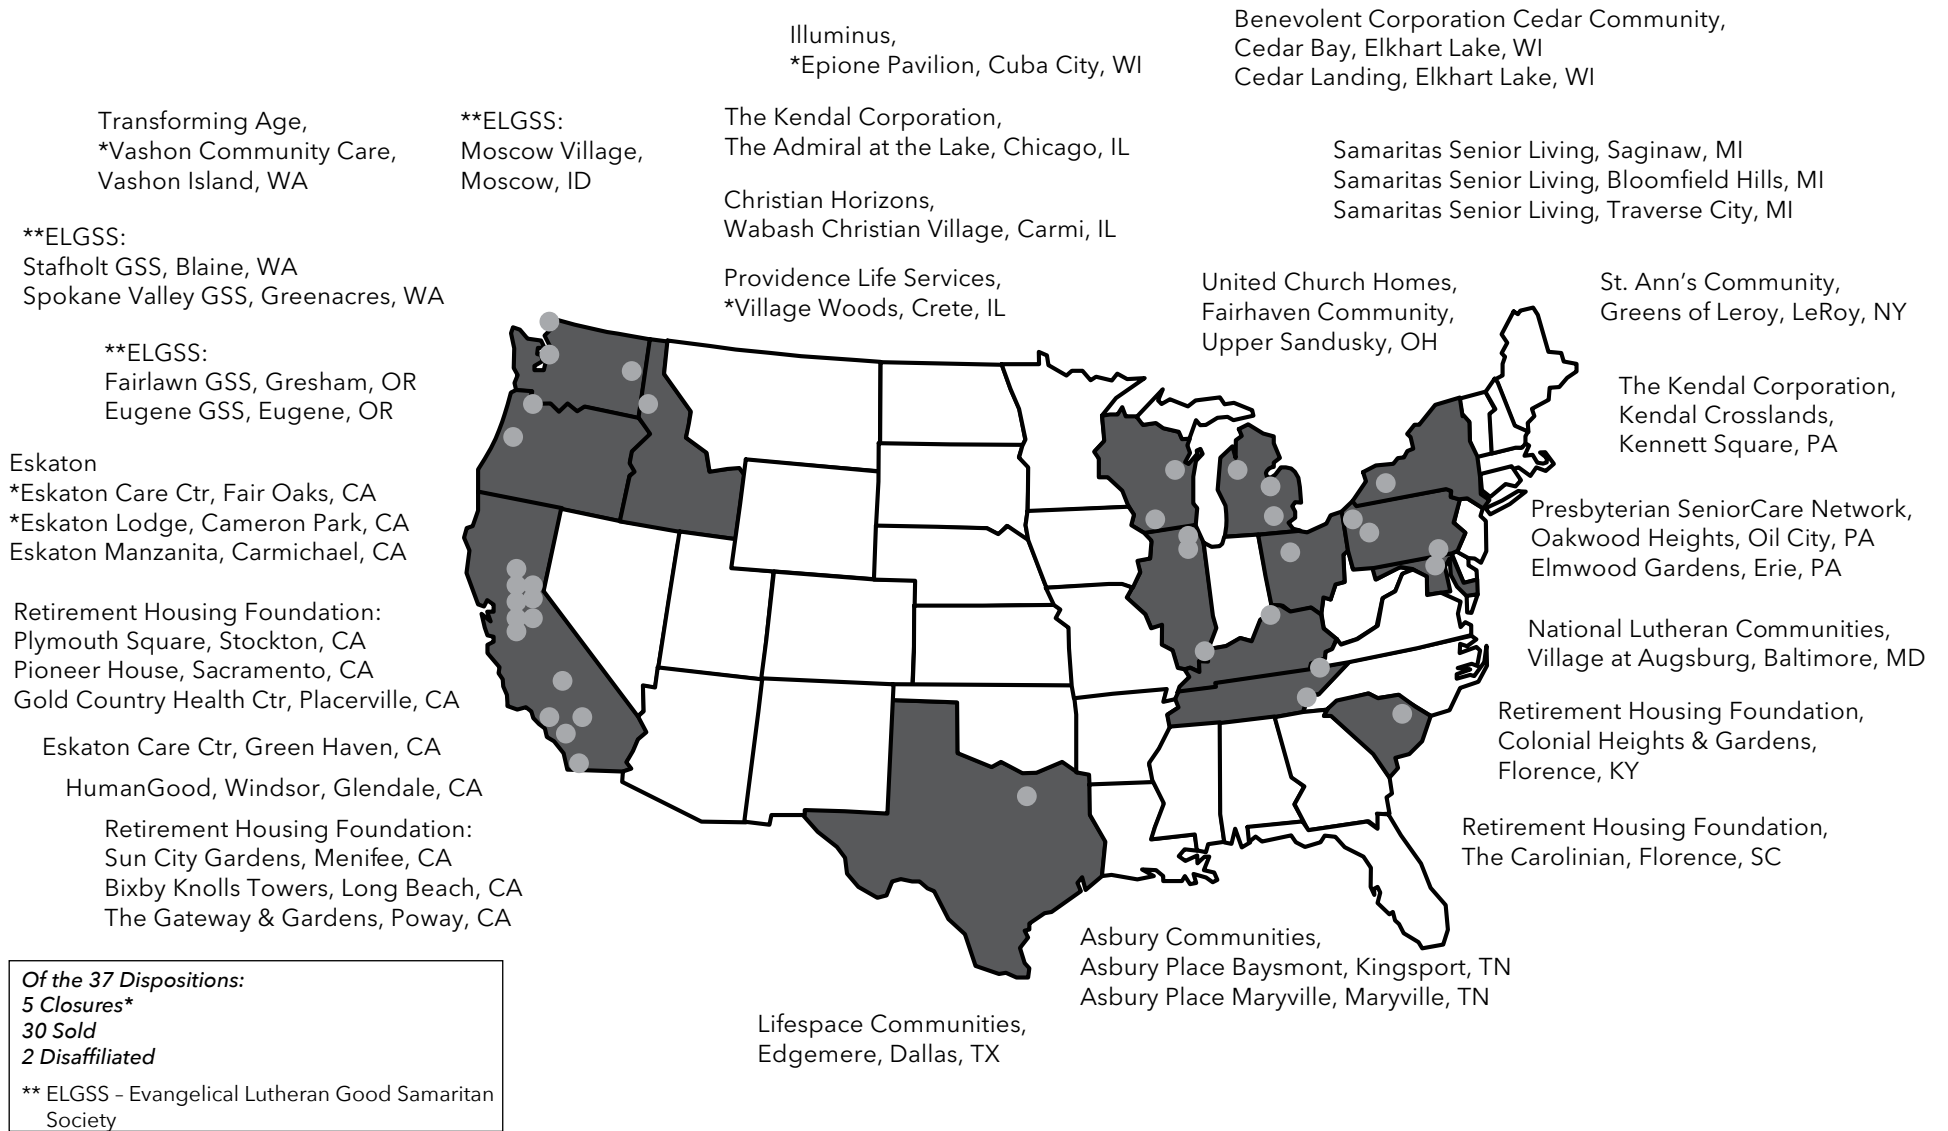 Illuminus,
*Epione Pavilion, Cuba City, WI
Benevolent Corporation Cedar Community,
Cedar Bay, Elkhart Lake, WI
Cedar Landing, Elkhart Lake, WI
Transforming Age,
*Vashon Community Care,
Vashon Island, WA
**ELGSS:
Moscow Village,
Moscow, ID
The Kendal Corporation,
The Admiral at the Lake, Chicago, IL
Samaritas Senior Living, Saginaw, MI
Samaritas Senior Living, Bloomfield Hills, MI
Samaritas Senior Living, Traverse City, MI
Christian Horizons,
Wabash Christian Village, Carmi, IL
**ELGSS:
Stafholt GSS, Blaine, WA
Spokane Valley GSS, Greenacres, WA
Providence Life Services,
*Village Woods, Crete, IL
United Church Homes,
Fairhaven Community,
Upper Sandusky, OH
St. Ann’s Community,
Greens of Leroy, LeRoy, NY
**ELGSS:
Fairlawn GSS, Gresham, OR
Eugene GSS, Eugene, OR
The Kendal Corporation,
Kendal Crosslands,
Kennett Square, PA
Eskaton
*Eskaton Care Ctr, Fair Oaks, CA
*Eskaton Lodge, Cameron Park, CA
Eskaton Manzanita, Carmichael, CA
Presbyterian SeniorCare Network,
Oakwood Heights, Oil City, PA
Elmwood Gardens, Erie, PA
Retirement Housing Foundation:
Plymouth Square, Stockton, CA
Pioneer House, Sacramento, CA
Gold Country Health Ctr, Placerville, CA
National Lutheran Communities,
Village at Augsburg, Baltimore, MD
Eskaton Care Ctr, Green Haven, CA
Retirement Housing Foundation,
Colonial Heights & Gardens,
Florence, KY
HumanGood, Windsor, Glendale, CA
Retirement Housing Foundation:
Sun City Gardens, Menifee, CA
Bixby Knolls Towers, Long Beach, CA
The Gateway & Gardens, Poway, CA
Retirement Housing Foundation,
The Carolinian, Florence, SC
Asbury Communities,
Asbury Place Baysmont, Kingsport, TN
Asbury Place Maryville, Maryville, TN
Lifespace Communities,
Edgemere, Dallas, TX
Of the 37 Dispositions:
5 Closures*
30 Sold
2 Disaffiliated
** ELGSS – Evangelical Lutheran Good Samaritan
Society